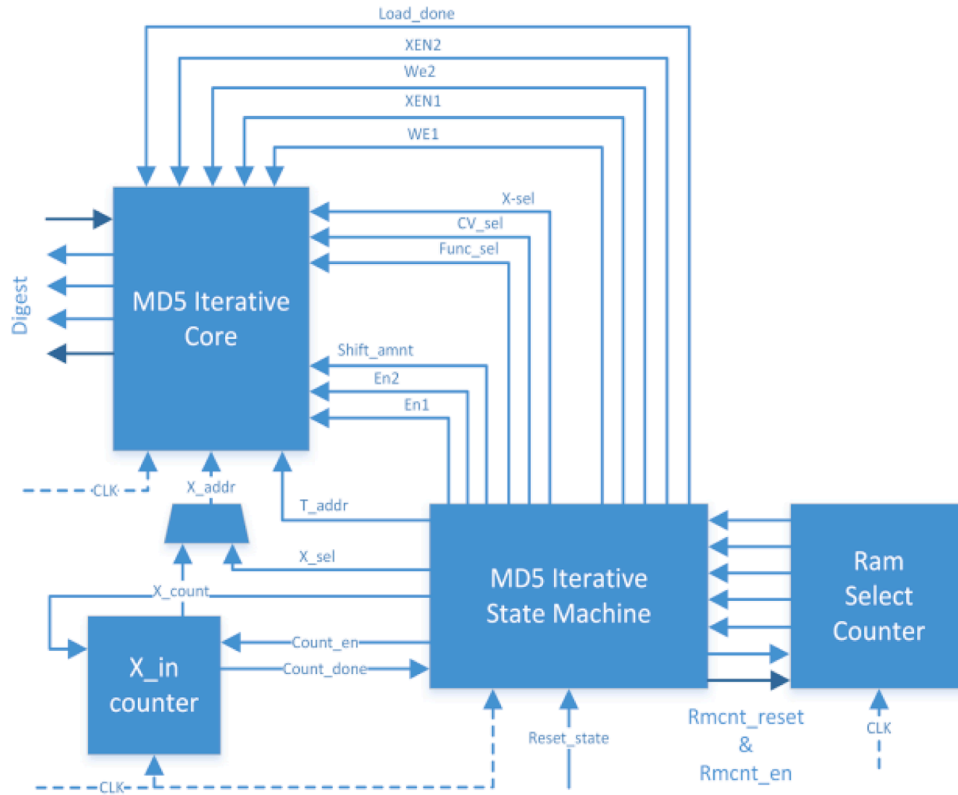 Load_done
XEN2
We2
XEN1
WE1
X-sel
CV_sel
Func_sel
MD5 Iterative
Core
Digest
Shift_amnt
En2
En1
CLK
X_addr
T_addr
X_sel
X_count
MD5 Iterative
State Machine
Ram
Select
Counter
Count_en
Count_done
X_in
counter
Reset_state
Rmcnt_reset
&
Rmcnt_en
CLK
CLK